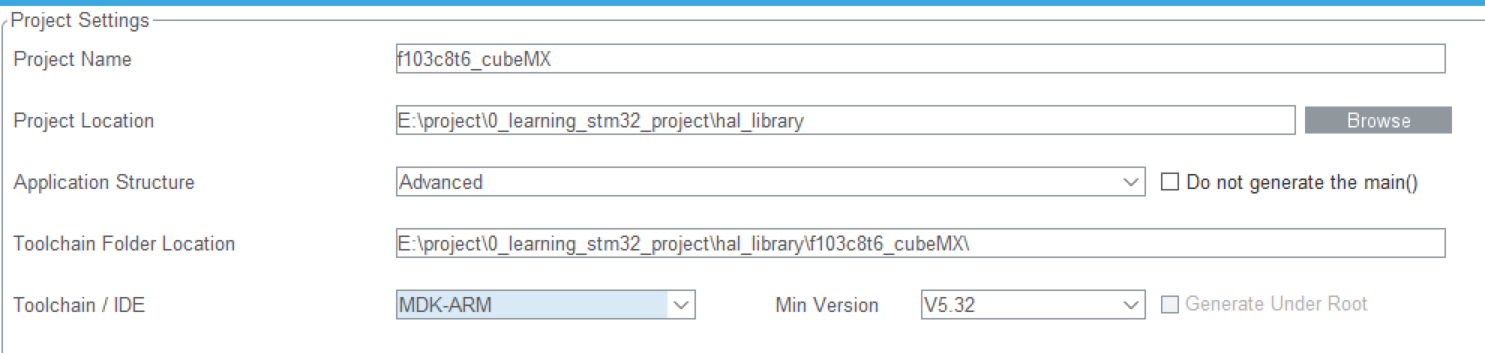 Project Settings
Project Name f103c8t6_cubeMX
Project Location E:\project\0_learning_stm32_project\hal_library Browse
Application Structure Advanced Do not generate the main()
Toolchain Folder Location E:\project\0_learning_stm32_project\hal_library\f103c8t6_cubeMX\
Toolchain / IDE MDK-ARM Min Version V5.32 Generate Under Root